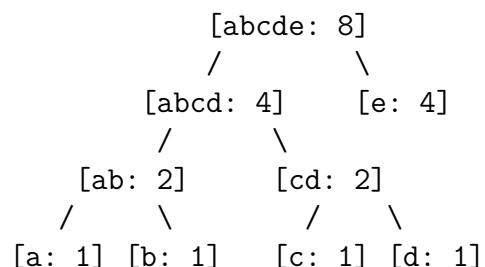 [abcde: 8]
/ \
[abcd: 4] [e: 4]
/ \
[ab: 2] [cd: 2]
/ \ / \
[a: 1] [b: 1] [c: 1] [d: 1]